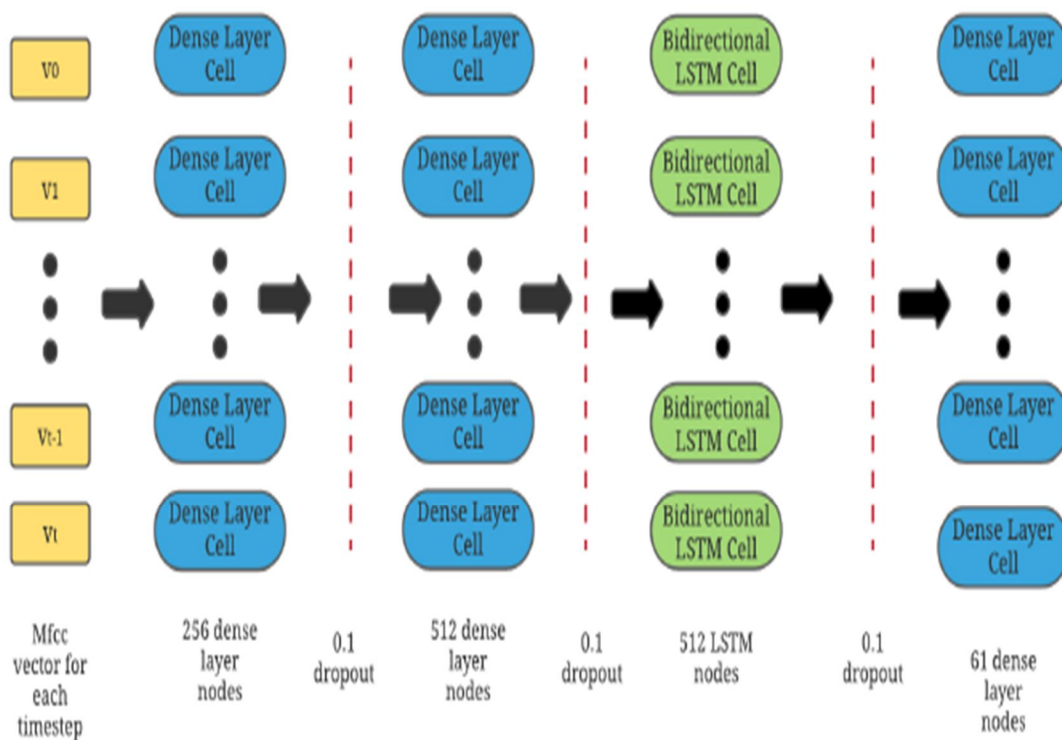 V0
Dense Layer
Cell
Dense Layer
Cell
Bidirectional
LSTM Cell
Dense Layer
Cell
V1
Dense Layer
Cell
Dense Layer
Cell
Bidirectional
LSTM Cell
Dense Layer
Cell
Vt-1
Dense Layer
Cell
Dense Layer
Cell
Bidirectional
LSTM Cell
Dense Layer
Cell
Vt
Dense Layer
Cell
Dense Layer
Cell
Bidirectional
LSTM Cell
Dense Layer
Cell
Mfcc
vector for
each
timestep
256 dense
layer
nodes
0.1
dropout
512 dense
layer
nodes
0.1
dropout
512 LSTM
nodes
0.1
dropout
61 dense
layer
nodes